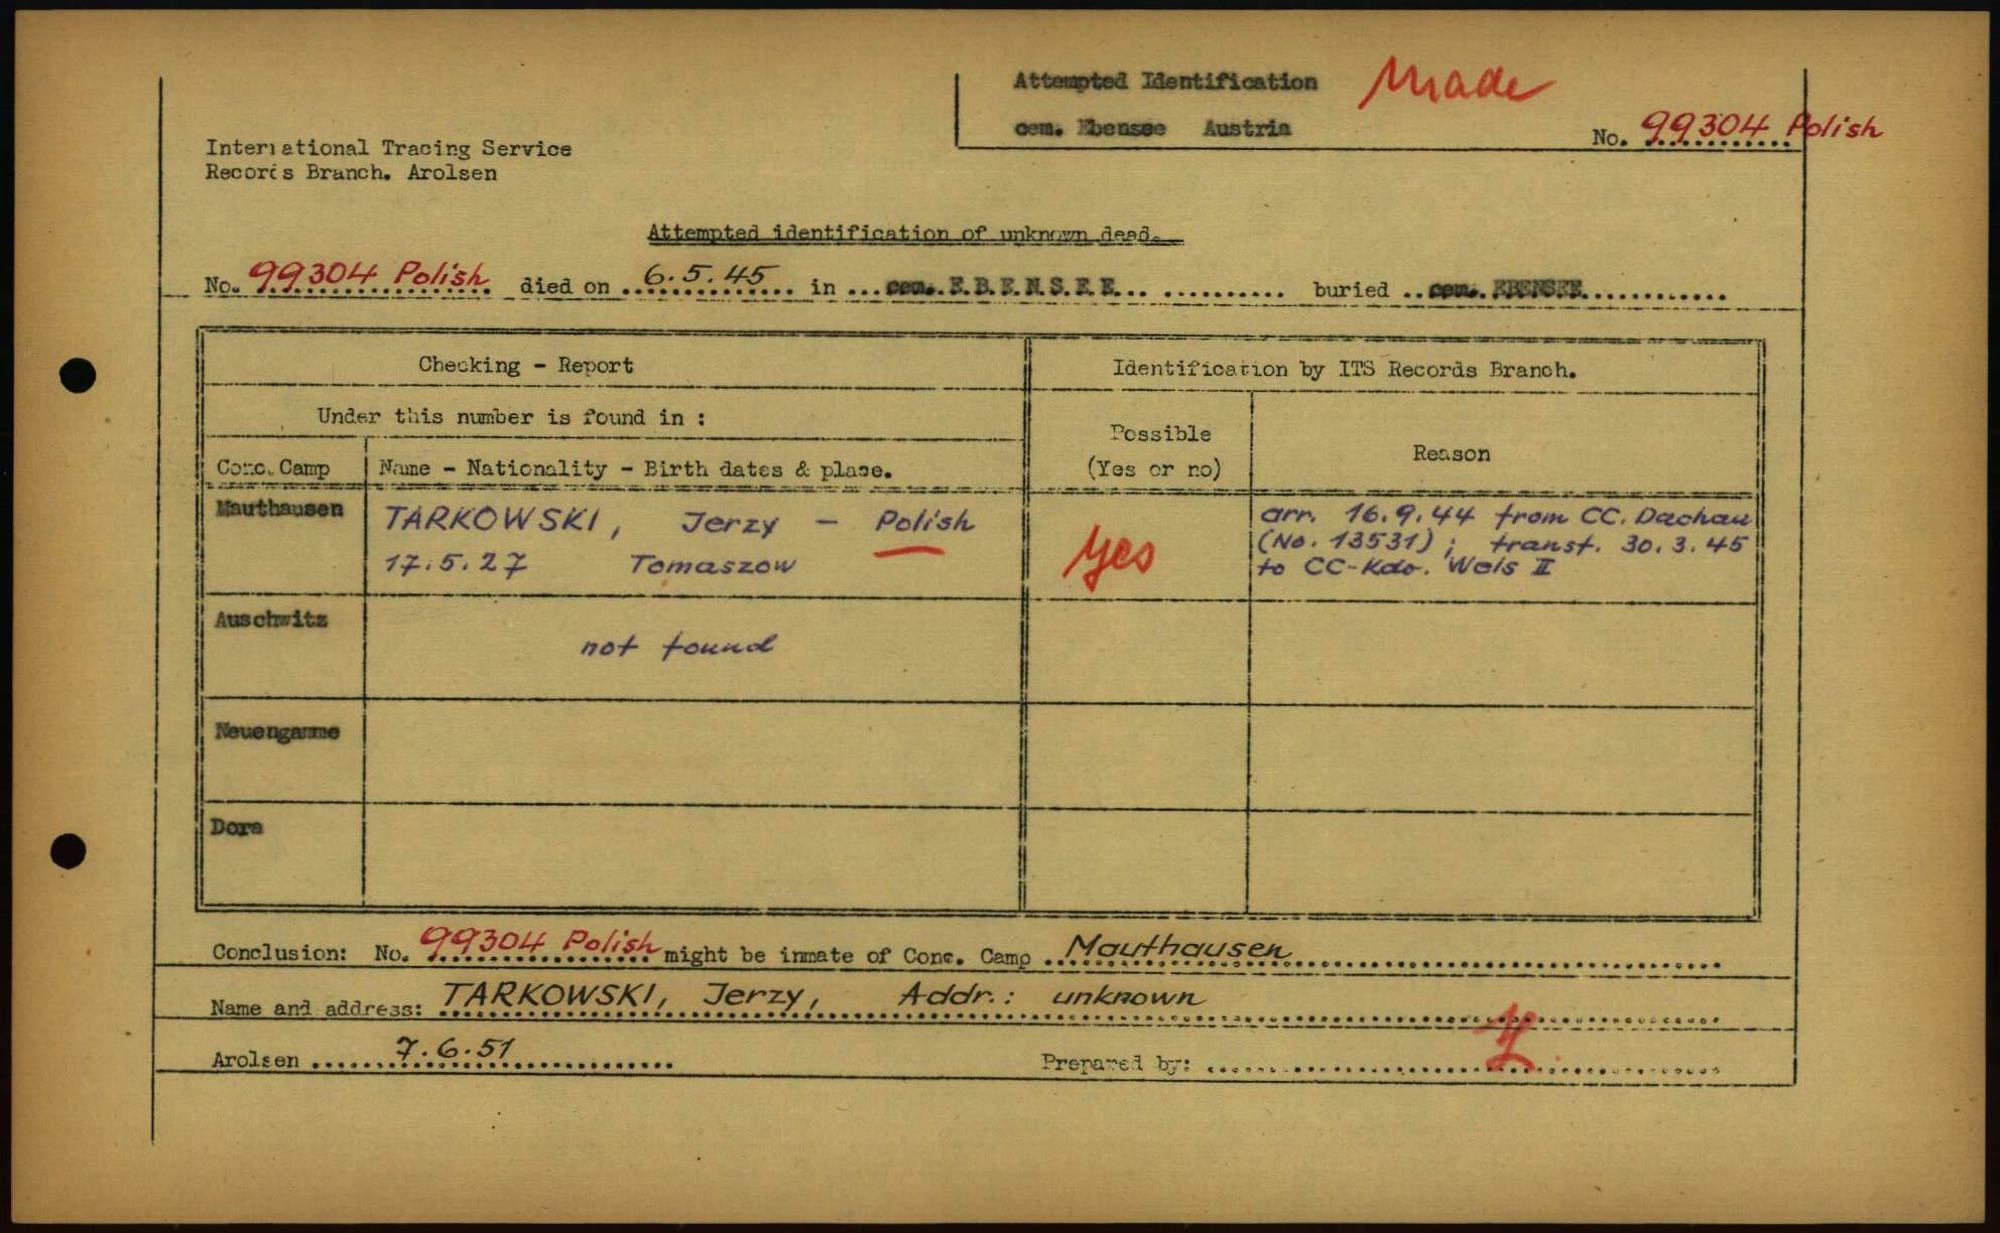 Attempted Identification Made
cem. Ebensee Austria
No. 99304 Polish
International Tracing Service
Records Branch. Arolsen
Attempted identification of unknown dead.
No. 99304 Polish died on 6.5.45 in cem. E.B.E.N.S.E.E. buried cem. EBENSEE
Checking - Report
Identification by ITS Records Branch.
Under this number is found in :
Possible
(Yes or no)
Reason
Conc. Camp
Name - Nationality - Birth dates & place.
Mauthausen
TARKOWSKI, Jerzy - Polish
17.5.27 Tomaszow
yes
arr. 16.9.44 from CC. Dachau
(No. 13531); transf. 30.3.45
to CC-Kdo. Wels II
Auschwitz
not found
Neuengamme
Dora
Conclusion: No. 99304 Polish might be inmate of Conc. Camp Mauthausen
Name and address: TARKOWSKI, Jerzy, Addr.: unknown
Arolsen 7.6.51
Prepared by: